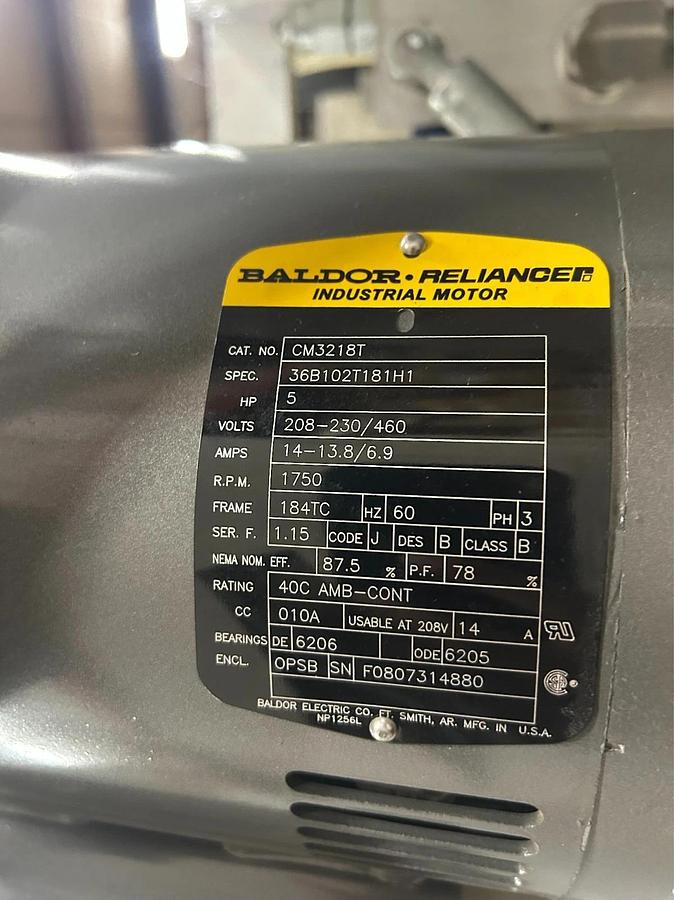 BALDOR · RELIANCE
INDUSTRIAL MOTOR
CAT. NO. CM3218T
SPEC. 36B102T181H1
HP 5
VOLTS 208-230/460
AMPS 14-13.8/6.9
R.P.M. 1750
FRAME 184TC HZ 60 PH 3
SER. F. 1.15 CODE J DES B CLASS B
NEMA NOM. EFF. 87.5 % P.F. 78 %
RATING 40C AMB-CONT
CC 010A USABLE AT 208V 14 A
BEARINGS DE 6206 ODE 6205
ENCL. OPSB SN F0807314880
BALDOR ELECTRIC CO. FT. SMITH, AR. MFG. IN U.S.A.
NP1256L